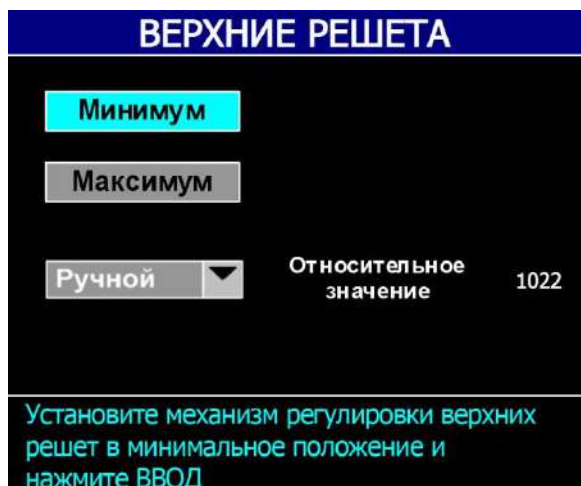 ВЕРХНИЕ РЕШЕТА
Минимум
Максимум
Ручной
Относительное
значение
1022
Установите механизм регулировки верхних
решет в минимальное положение и
нажмите ВВОД